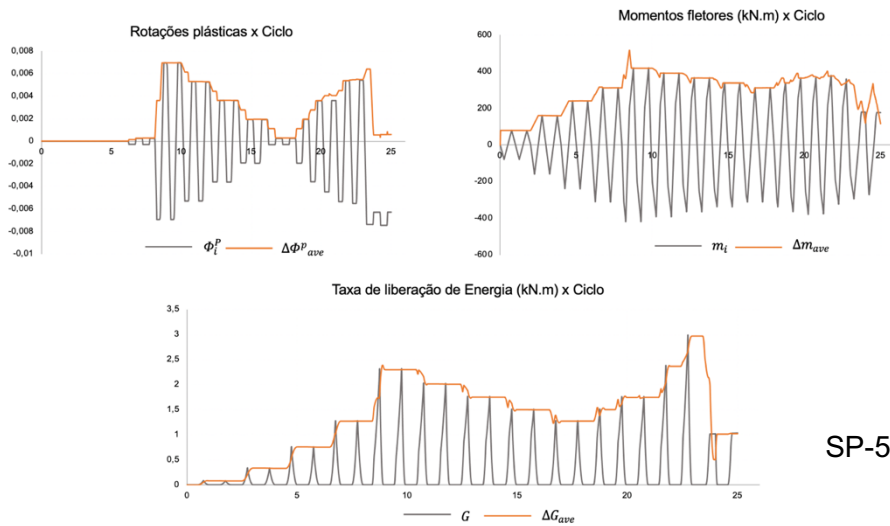 Rotações plásticas x Ciclo
0,008
0,006
0,004
0,002
0
-0,002
-0,004
-0,006
-0,008
-0,01
0 5 10 15 20 25
Φᵢᴾ ΔΦᵖₐᵥₑ
Momentos fletores (kN.m) x Ciclo
600
400
200
0
-200
-400
-600
0 5 10 15 20 25
mᵢ Δmₐᵥₑ
Taxa de liberação de Energia (kN.m) x Ciclo
3,5
3
2,5
2
1,5
1
0,5
0
0 5 10 15 20 25
G ΔGₐᵥₑ
SP-5